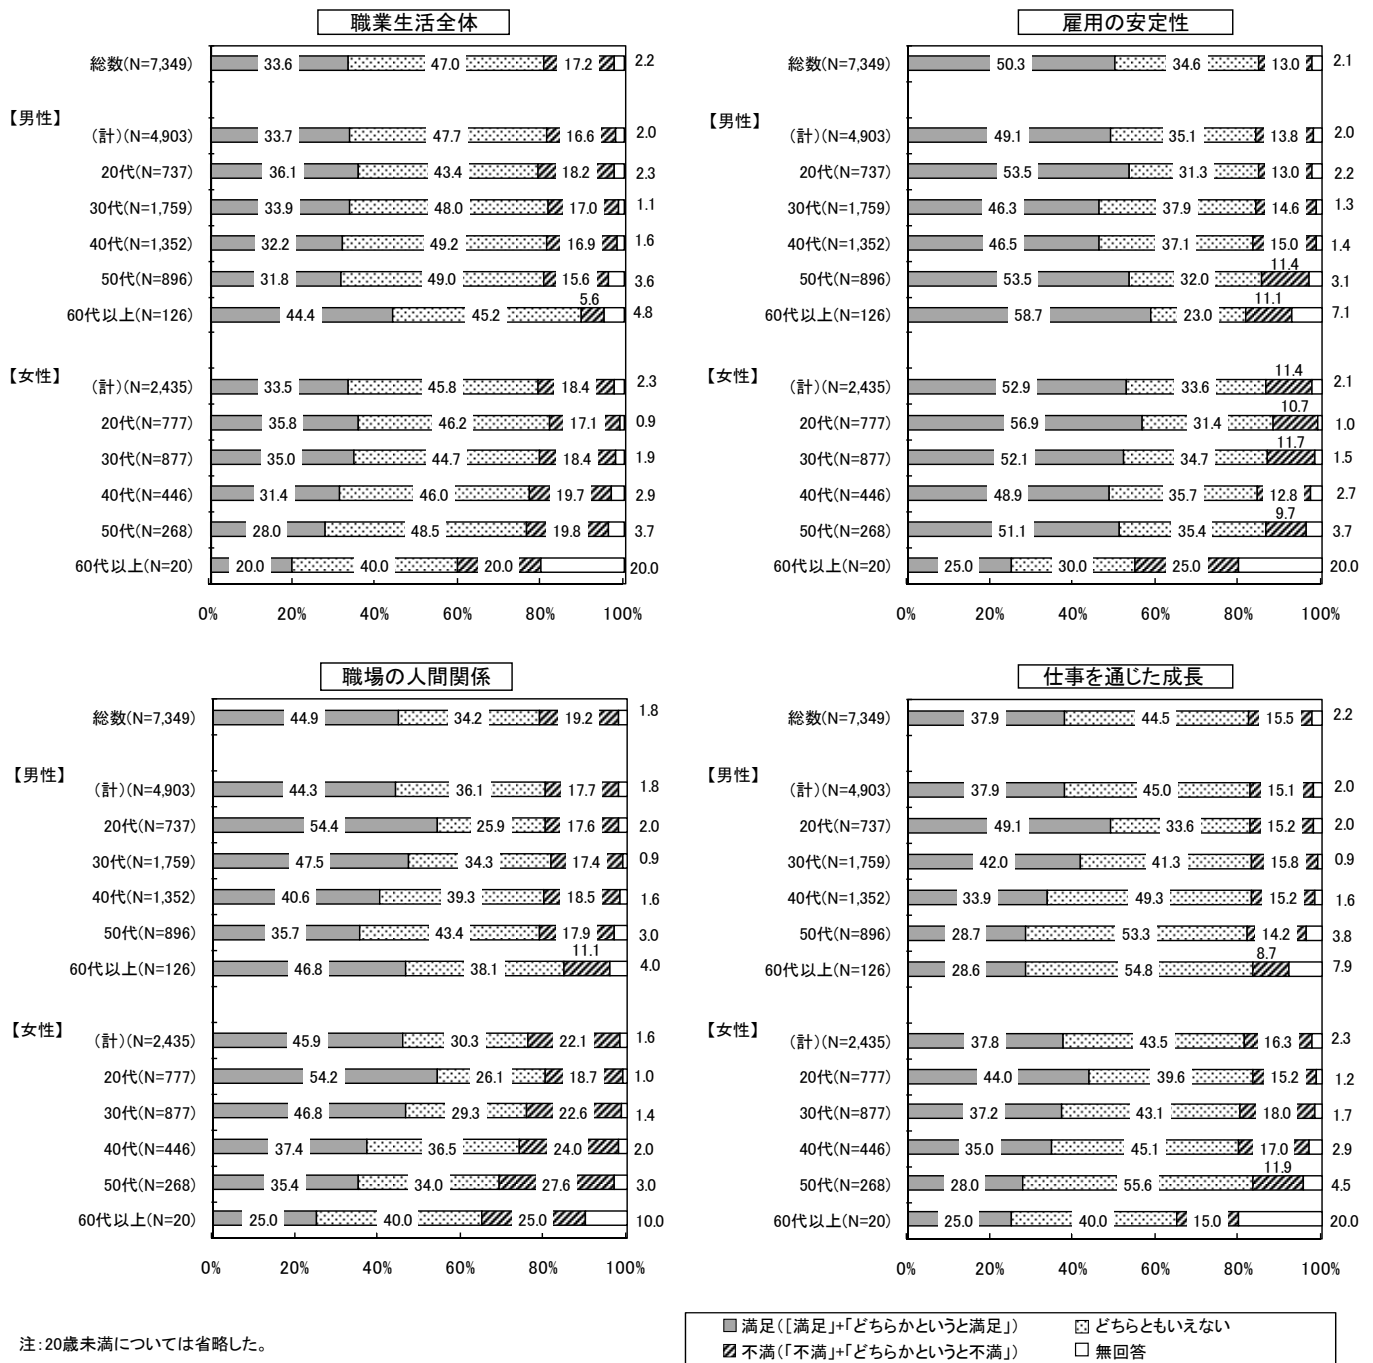 職業生活全体
総数(N=7,349) 33.6 47.0 17.2 2.2
【男性】
(計)(N=4,903) 33.7 47.7 16.6 2.0
20代(N=737) 36.1 43.4 18.2 2.3
30代(N=1,759) 33.9 48.0 17.0 1.1
40代(N=1,352) 32.2 49.2 16.9 1.6
50代(N=896) 31.8 49.0 15.6 3.6
60代以上(N=126) 44.4 45.2 5.6 4.8
【女性】
(計)(N=2,435) 33.5 45.8 18.4 2.3
20代(N=777) 35.8 46.2 17.1 0.9
30代(N=877) 35.0 44.7 18.4 1.9
40代(N=446) 31.4 46.0 19.7 2.9
50代(N=268) 28.0 48.5 19.8 3.7
60代以上(N=20) 20.0 40.0 20.0 20.0
0% 20% 40% 60% 80% 100%
雇用の安定性
総数(N=7,349) 50.3 34.6 13.0 2.1
【男性】
(計)(N=4,903) 49.1 35.1 13.8 2.0
20代(N=737) 53.5 31.3 13.0 2.2
30代(N=1,759) 46.3 37.9 14.6 1.3
40代(N=1,352) 46.5 37.1 15.0 1.4
50代(N=896) 53.5 32.0 11.4 3.1
60代以上(N=126) 58.7 23.0 11.1 7.1
【女性】
(計)(N=2,435) 52.9 33.6 11.4 2.1
20代(N=777) 56.9 31.4 10.7 1.0
30代(N=877) 52.1 34.7 11.7 1.5
40代(N=446) 48.9 35.7 12.8 2.7
50代(N=268) 51.1 35.4 9.7 3.7
60代以上(N=20) 25.0 30.0 25.0 20.0
0% 20% 40% 60% 80% 100%
職場の人間関係
総数(N=7,349) 44.9 34.2 19.2 1.8
【男性】
(計)(N=4,903) 44.3 36.1 17.7 1.8
20代(N=737) 54.4 25.9 17.6 2.0
30代(N=1,759) 47.5 34.3 17.4 0.9
40代(N=1,352) 40.6 39.3 18.5 1.6
50代(N=896) 35.7 43.4 17.9 3.0
60代以上(N=126) 46.8 38.1 11.1 4.0
【女性】
(計)(N=2,435) 45.9 30.3 22.1 1.6
20代(N=777) 54.2 26.1 18.7 1.0
30代(N=877) 46.8 29.3 22.6 1.4
40代(N=446) 37.4 36.5 24.0 2.0
50代(N=268) 35.4 34.0 27.6 3.0
60代以上(N=20) 25.0 40.0 25.0 10.0
0% 20% 40% 60% 80% 100%
仕事を通じた成長
総数(N=7,349) 37.9 44.5 15.5 2.2
【男性】
(計)(N=4,903) 37.9 45.0 15.1 2.0
20代(N=737) 49.1 33.6 15.2 2.0
30代(N=1,759) 42.0 41.3 15.8 0.9
40代(N=1,352) 33.9 49.3 15.2 1.6
50代(N=896) 28.7 53.3 14.2 3.8
60代以上(N=126) 28.6 54.8 8.7 7.9
【女性】
(計)(N=2,435) 37.8 43.5 16.3 2.3
20代(N=777) 44.0 39.6 15.2 1.2
30代(N=877) 37.2 43.1 18.0 1.7
40代(N=446) 35.0 45.1 17.0 2.9
50代(N=268) 28.0 55.6 11.9 4.5
60代以上(N=20) 25.0 40.0 15.0 20.0
0% 20% 40% 60% 80% 100%
満足([満足」+「どちらかというと満足」) どちらともいえない
不満(「不満」+「どちらかというと不満」) 無回答
注:20歳未満については省略した。